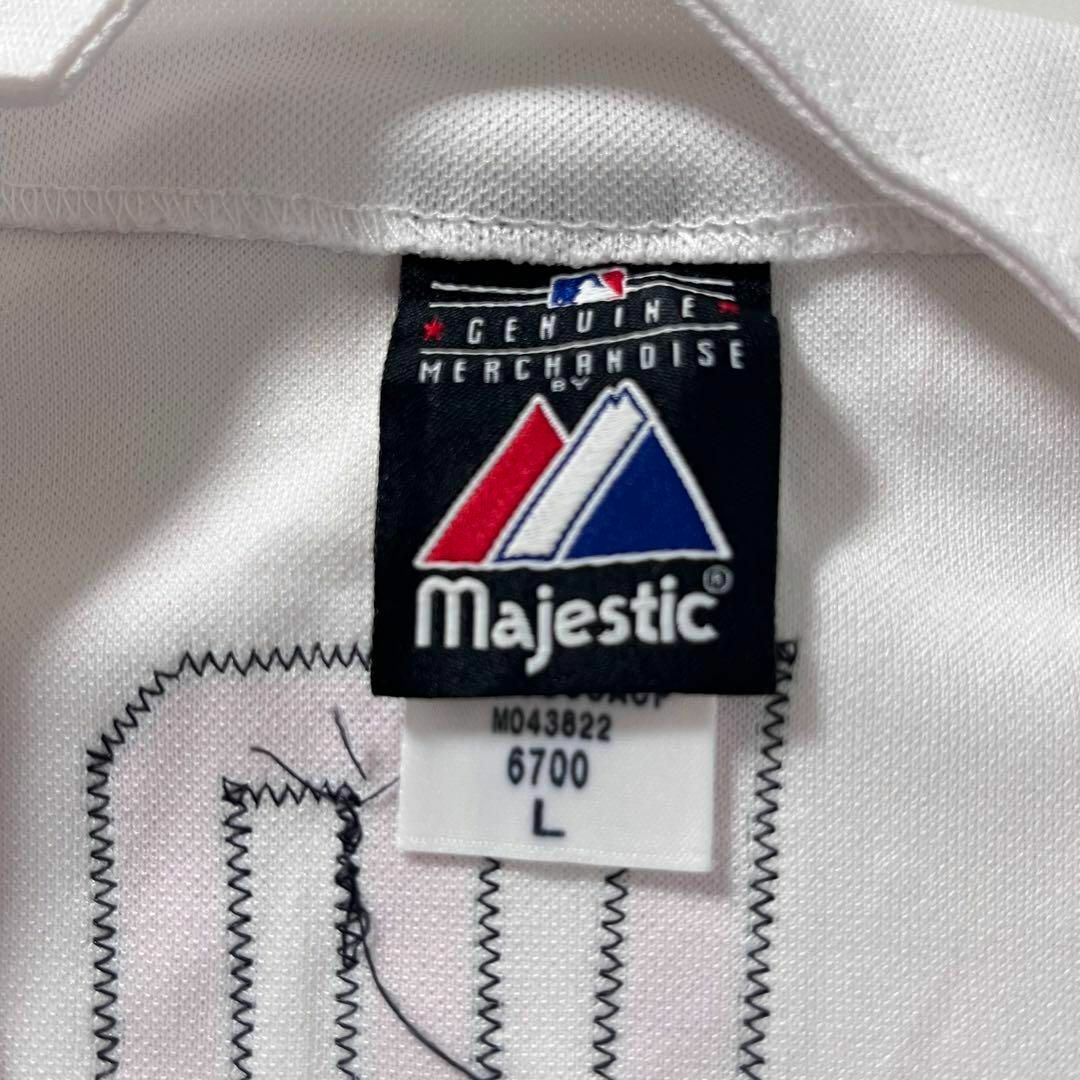 GENUINE
MERCHANDISE
BY
Majestic®
M043822
6700
L